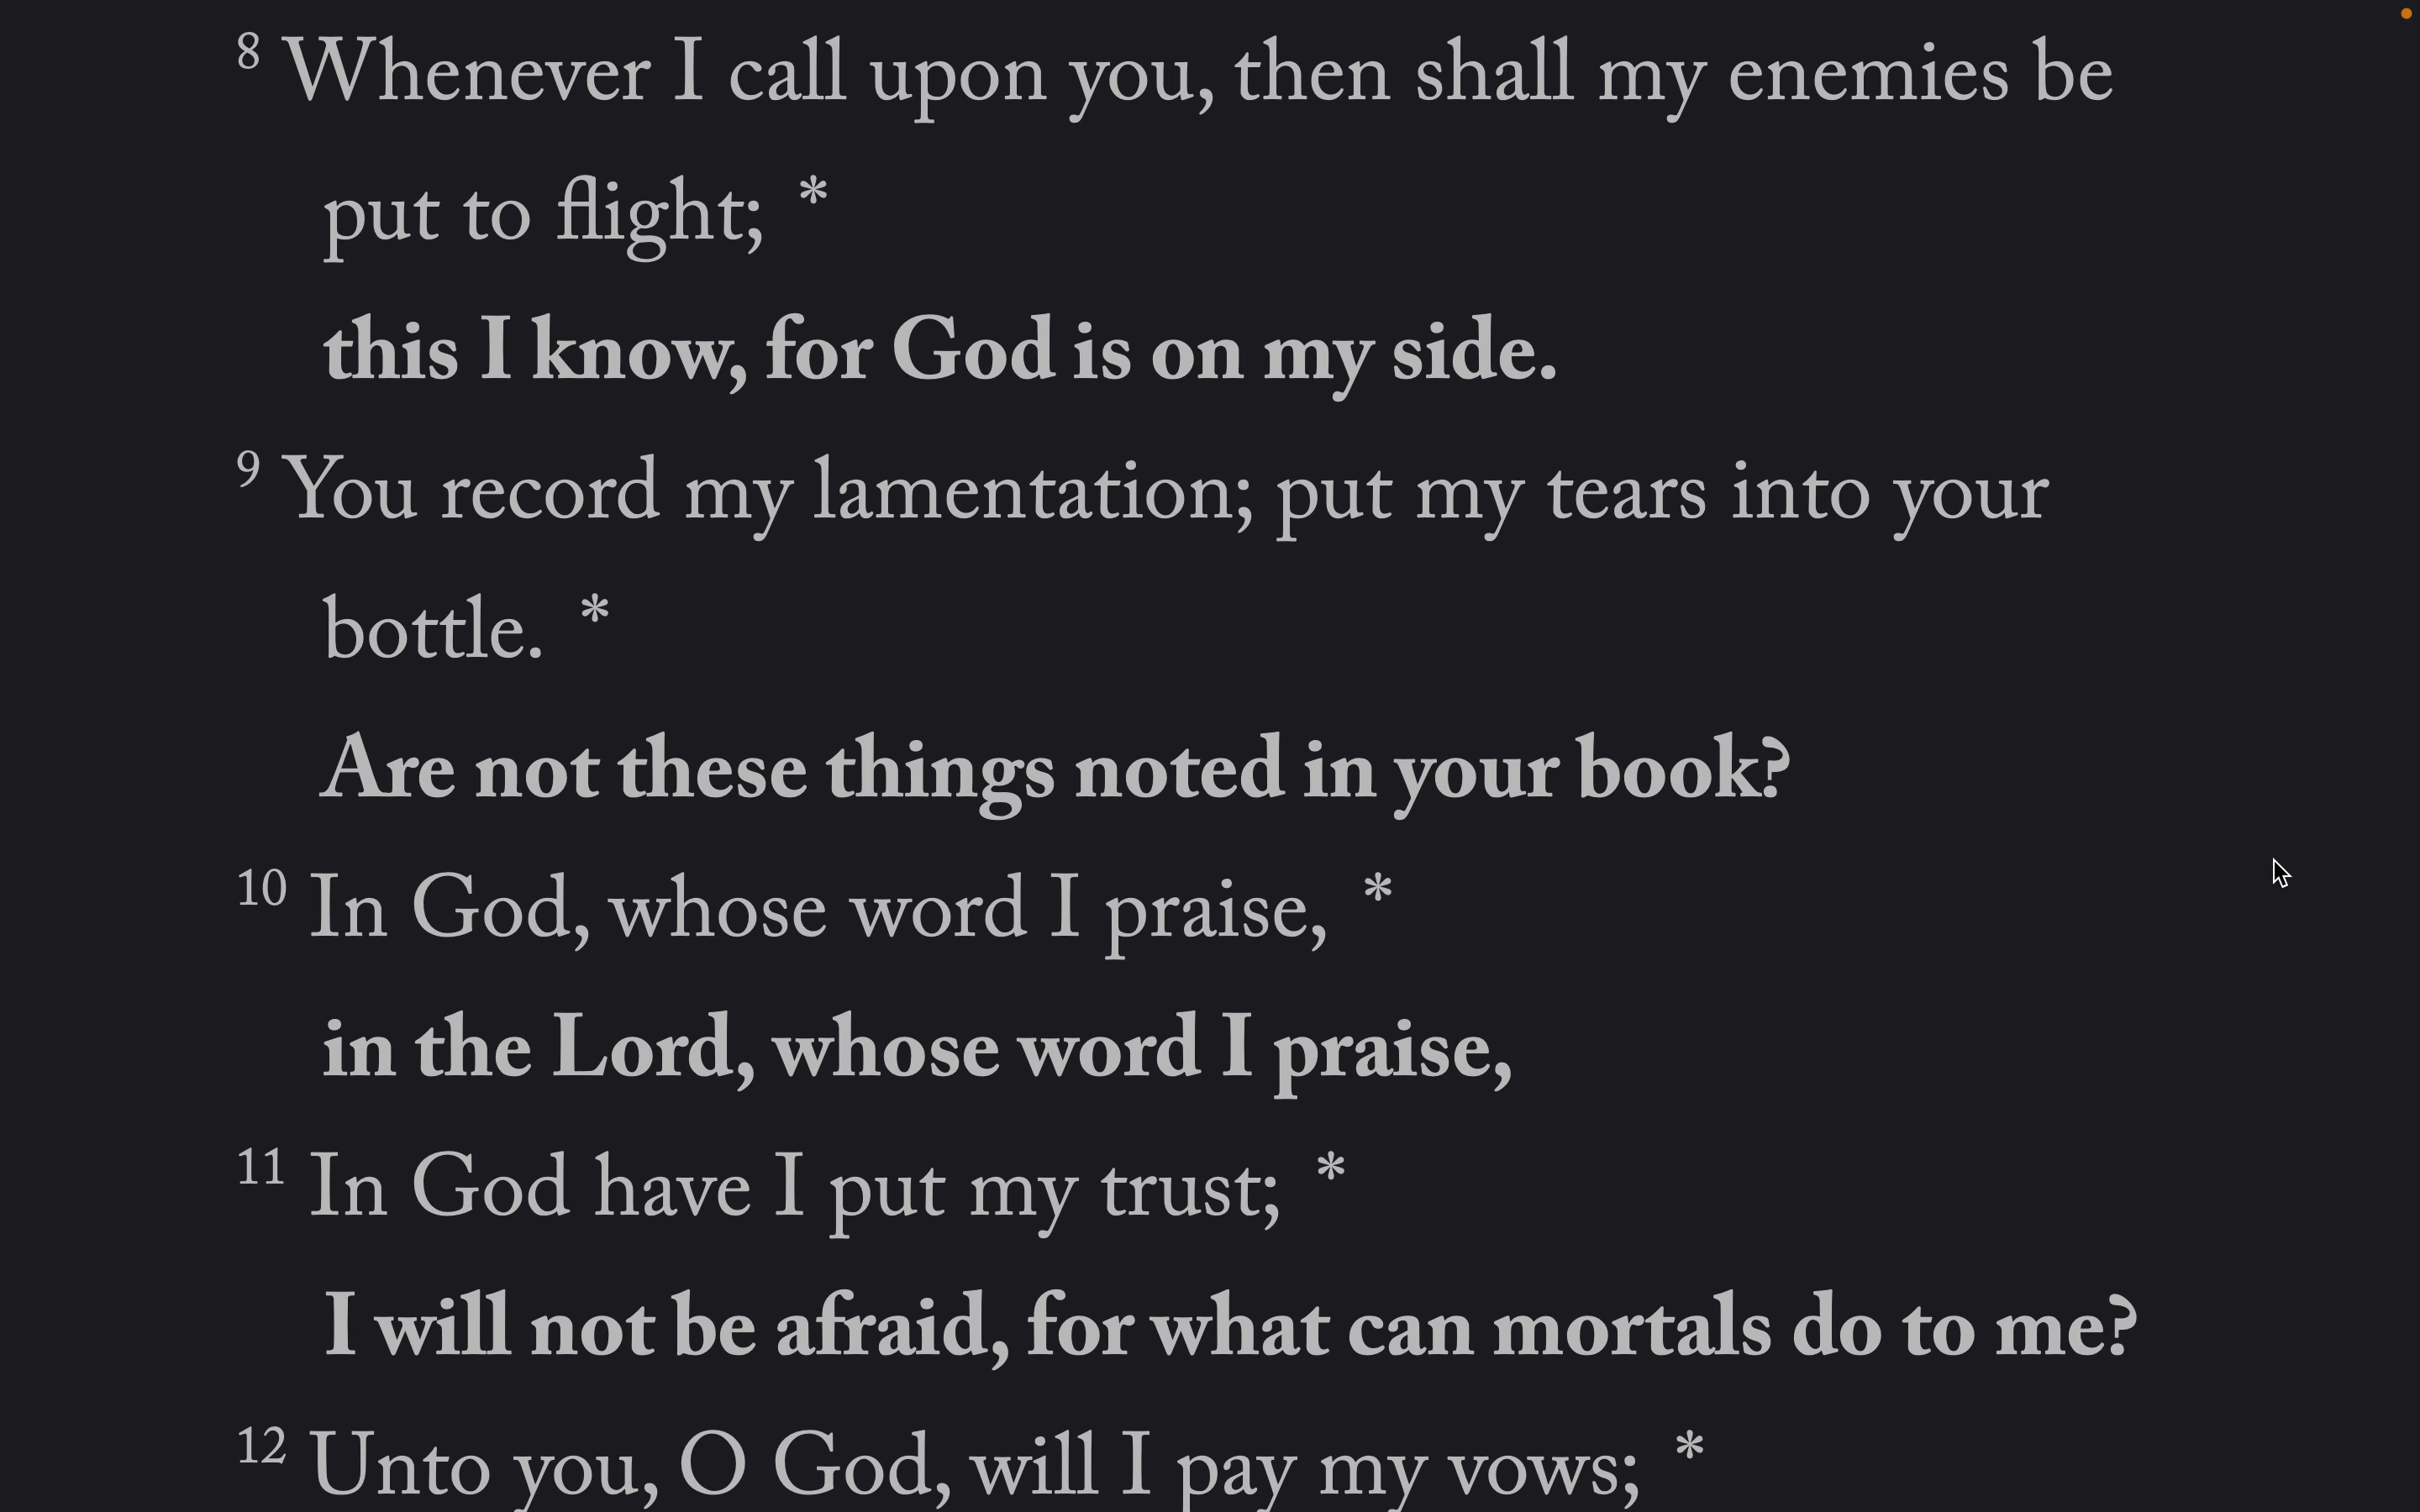 8 Whenever I call upon you, then shall my enemies be
put to flight; *
this I know, for God is on my side.
9 You record my lamentation; put my tears into your
bottle. *
Are not these things noted in your book?
10 In God, whose word I praise, *
in the Lord, whose word I praise,
11 In God have I put my trust; *
I will not be afraid, for what can mortals do to me?
12 Unto you, O God, will I pay my vows; *